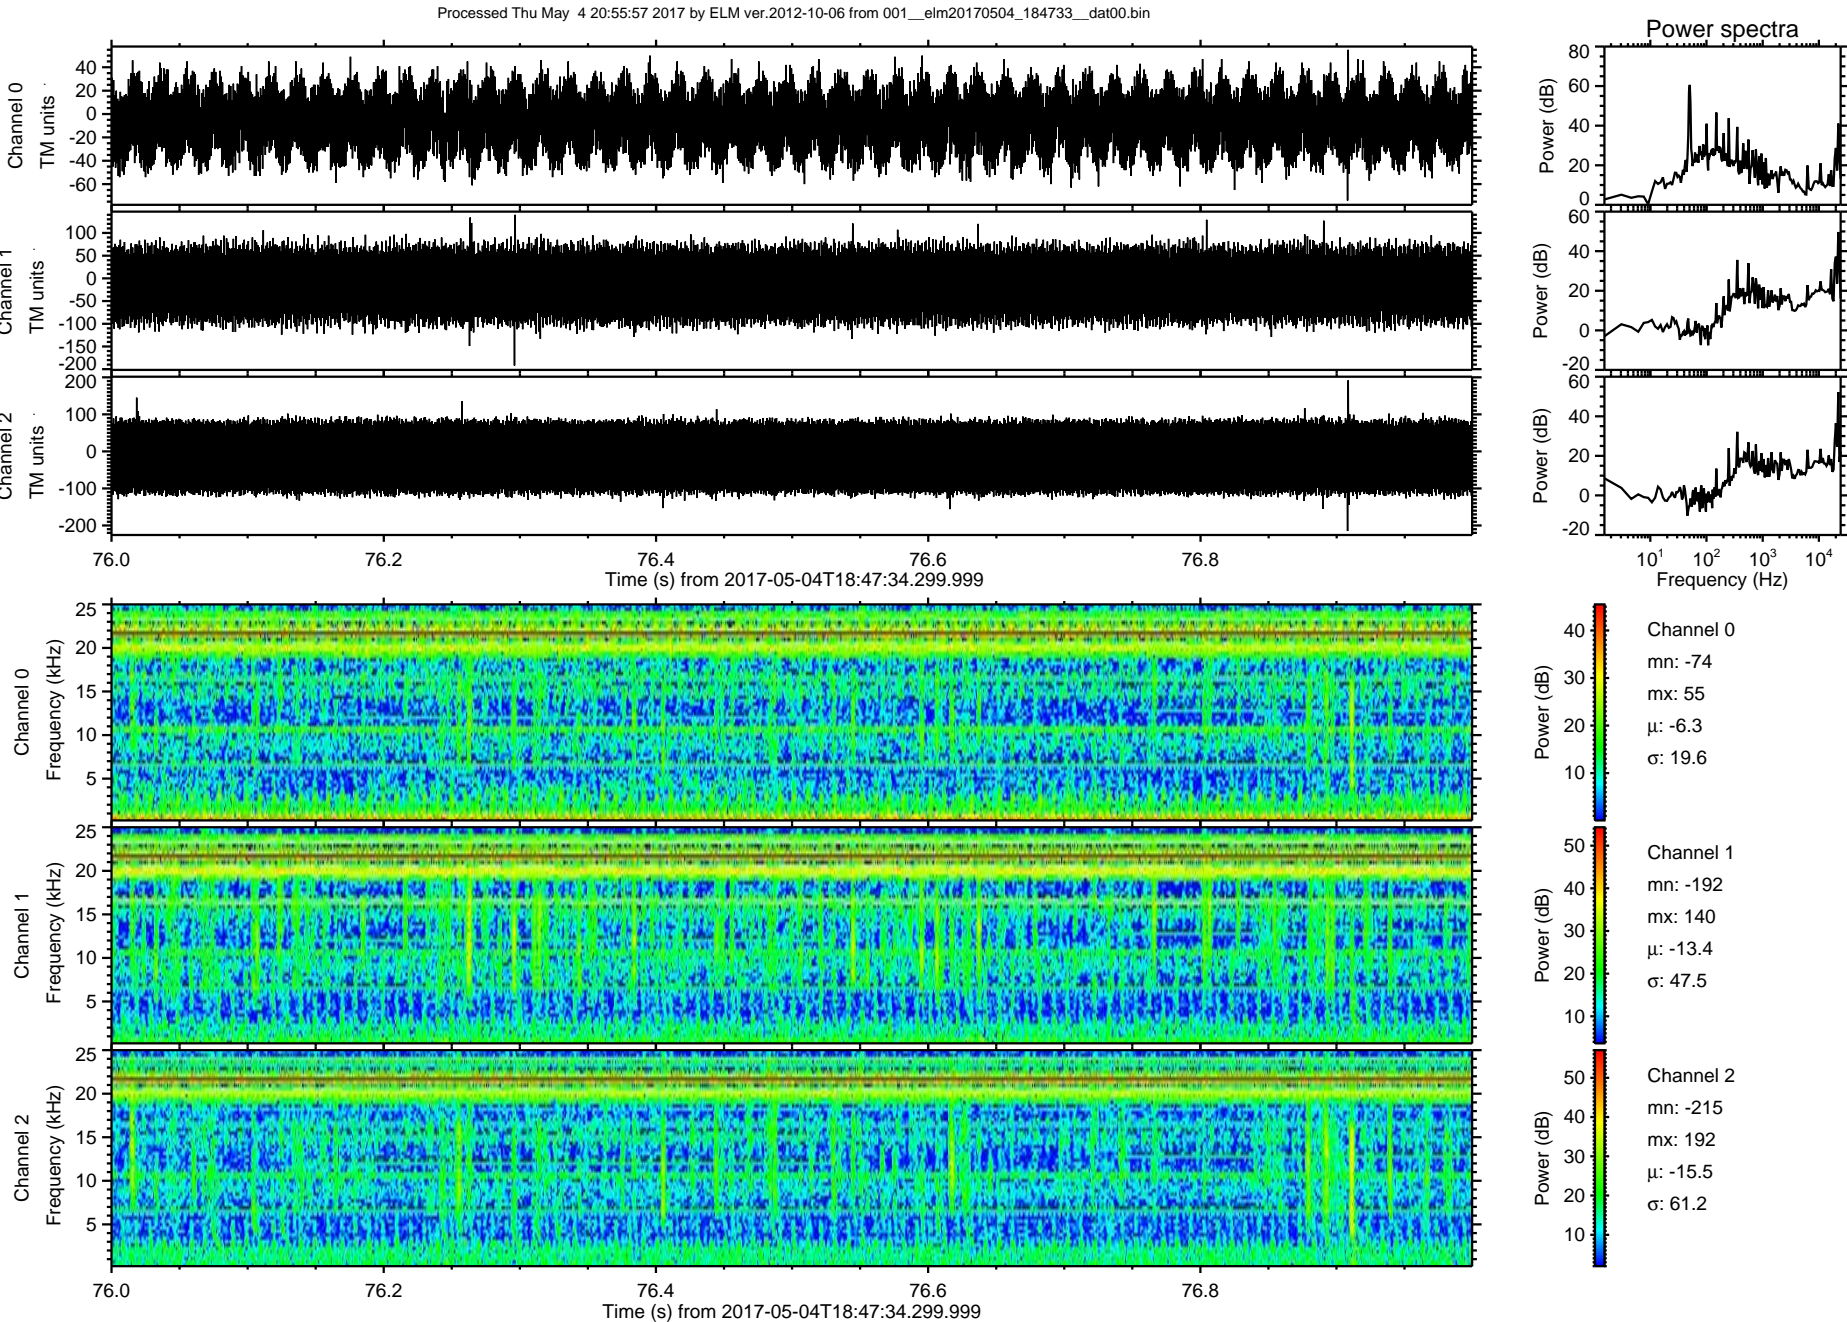 Processed Thu May  4 20:55:57 2017 by ELM ver.2012-10-06 from 001__elm20170504_184733__dat00.bin
Power spectra
Channel 0
TM units
40
20
0
-20
-40
-60
Power (dB)
80
60
40
20
0
Channel 1
TM units
100
50
0
-50
-100
-150
-200
Power (dB)
60
40
20
0
-20
Channel 2
TM units
200
100
0
-100
-200
Power (dB)
60
40
20
0
-20
76.0 76.2 76.4 76.6 76.8
Time (s) from 2017-05-04T18:47:34.299.999
10^1 10^2 10^3 10^4
Frequency (Hz)
Channel 0
Frequency (kHz)
25
20
15
10
5
Power (dB)
40
30
20
10
Channel 0
mn: -74
mx: 55
μ: -6.3
σ: 19.6
Channel 1
Frequency (kHz)
25
20
15
10
5
Power (dB)
50
40
30
20
10
Channel 1
mn: -192
mx: 140
μ: -13.4
σ: 47.5
Channel 2
Frequency (kHz)
25
20
15
10
5
Power (dB)
50
40
30
20
10
Channel 2
mn: -215
mx: 192
μ: -15.5
σ: 61.2
76.0 76.2 76.4 76.6 76.8
Time (s) from 2017-05-04T18:47:34.299.999